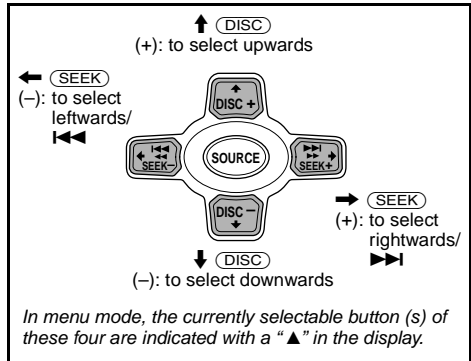 ↑ (DISC)
(+): to select upwards
← (SEEK)
(–): to select
leftwards/
⏮
DISC +
⏮
◀◀
SEEK–
SOURCE
⏭
▶▶
SEEK+
DISC –
→ (SEEK)
(+): to select
rightwards/
⏭
↓ (DISC)
(–): to select downwards
In menu mode, the currently selectable button (s) of
these four are indicated with a “ ▲” in the display.